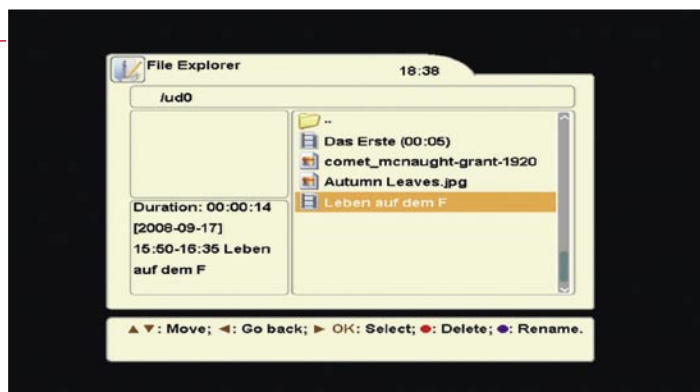 File Explorer
18:38
/ud0
..
Das Erste (00:05)
comet_mcnaught-grant-1920
Autumn Leaves.jpg
Leben auf dem F
Duration: 00:00:14
[2008-09-17]
15:50-16:35 Leben
auf dem F
▲▼: Move; ◄: Go back; ► OK: Select; ●: Delete; ●: Rename.